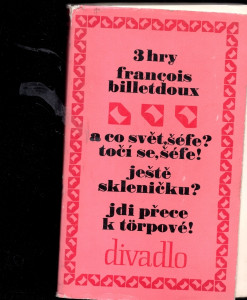 3 hry
françois
billetdoux
a co svět, šéfe?
točí se, šéfe!
ještě
skleničku?
jdi přece
k törpové!
divadlo